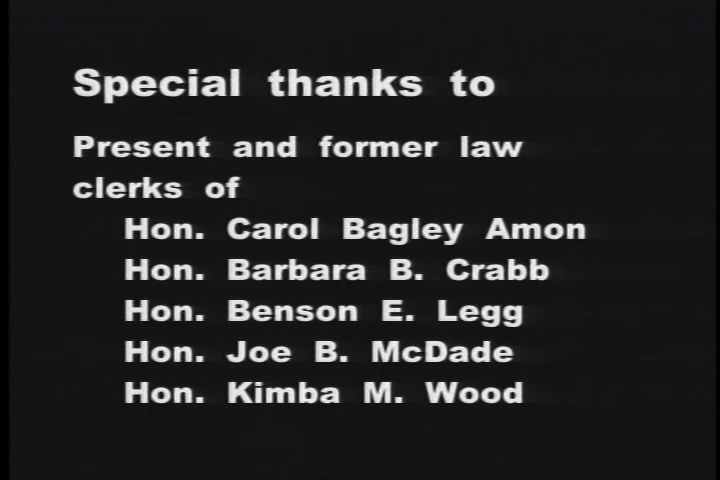 Special thanks to
Present and former law
clerks of
Hon. Carol Bagley Amon
Hon. Barbara B. Crabb
Hon. Benson E. Legg
Hon. Joe B. McDade
Hon. Kimba M. Wood